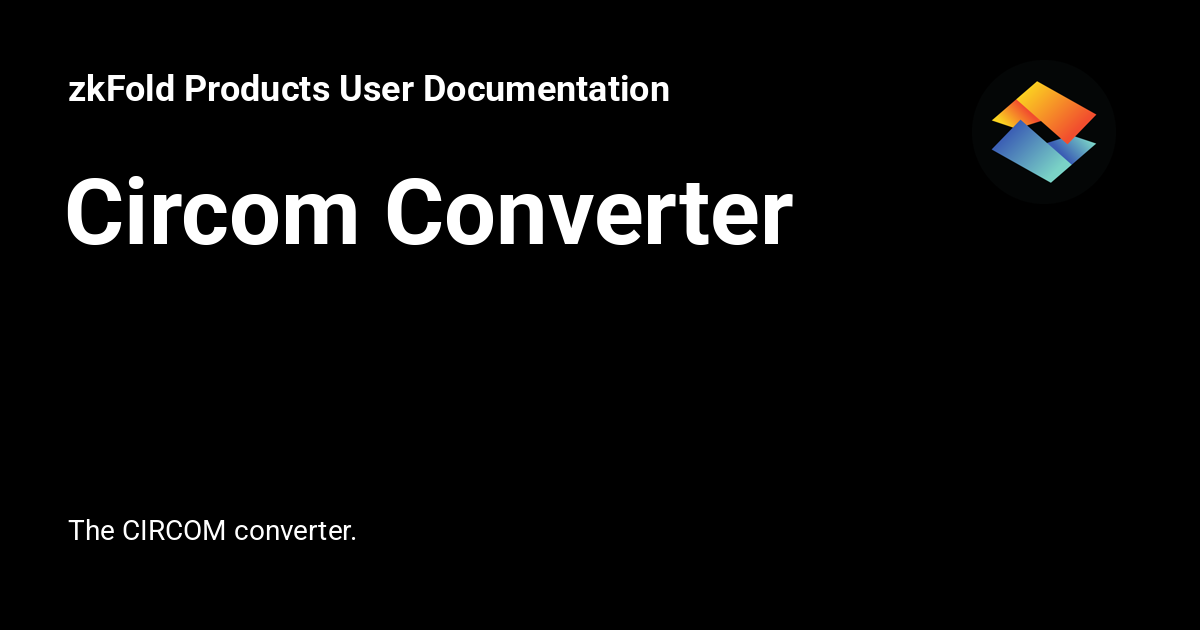 zkFold Products User Documentation
Circom Converter
The CIRCOM converter.